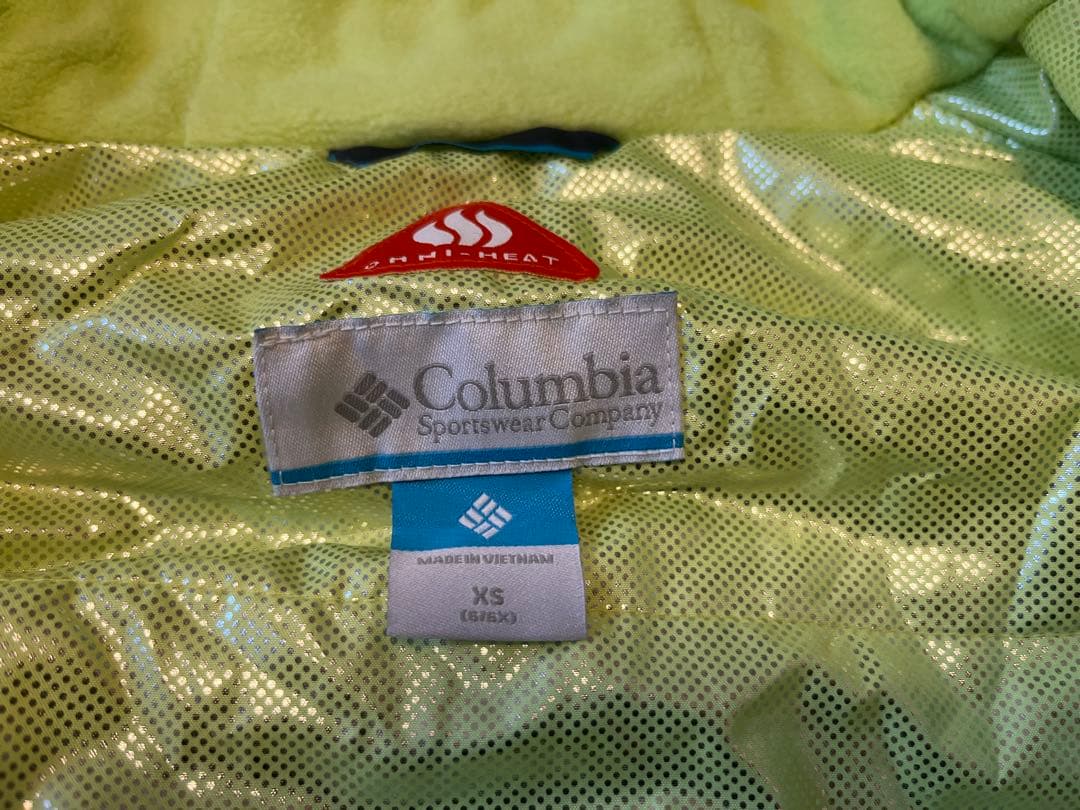 OMNI-HEAT
Columbia
Sportswear Company
MADE IN VIETNAM
XS
(6/6X)